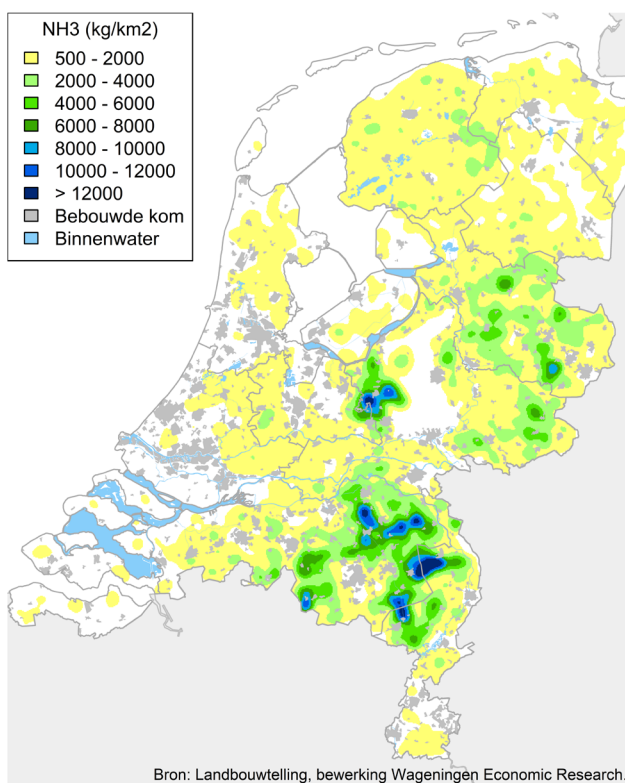 NH3 (kg/km2)
500 - 2000
2000 - 4000
4000 - 6000
6000 - 8000
8000 - 10000
10000 - 12000
> 12000
Bebouwde kom
Binnenwater
Bron: Landbouwtelling, bewerking Wageningen Economic Research